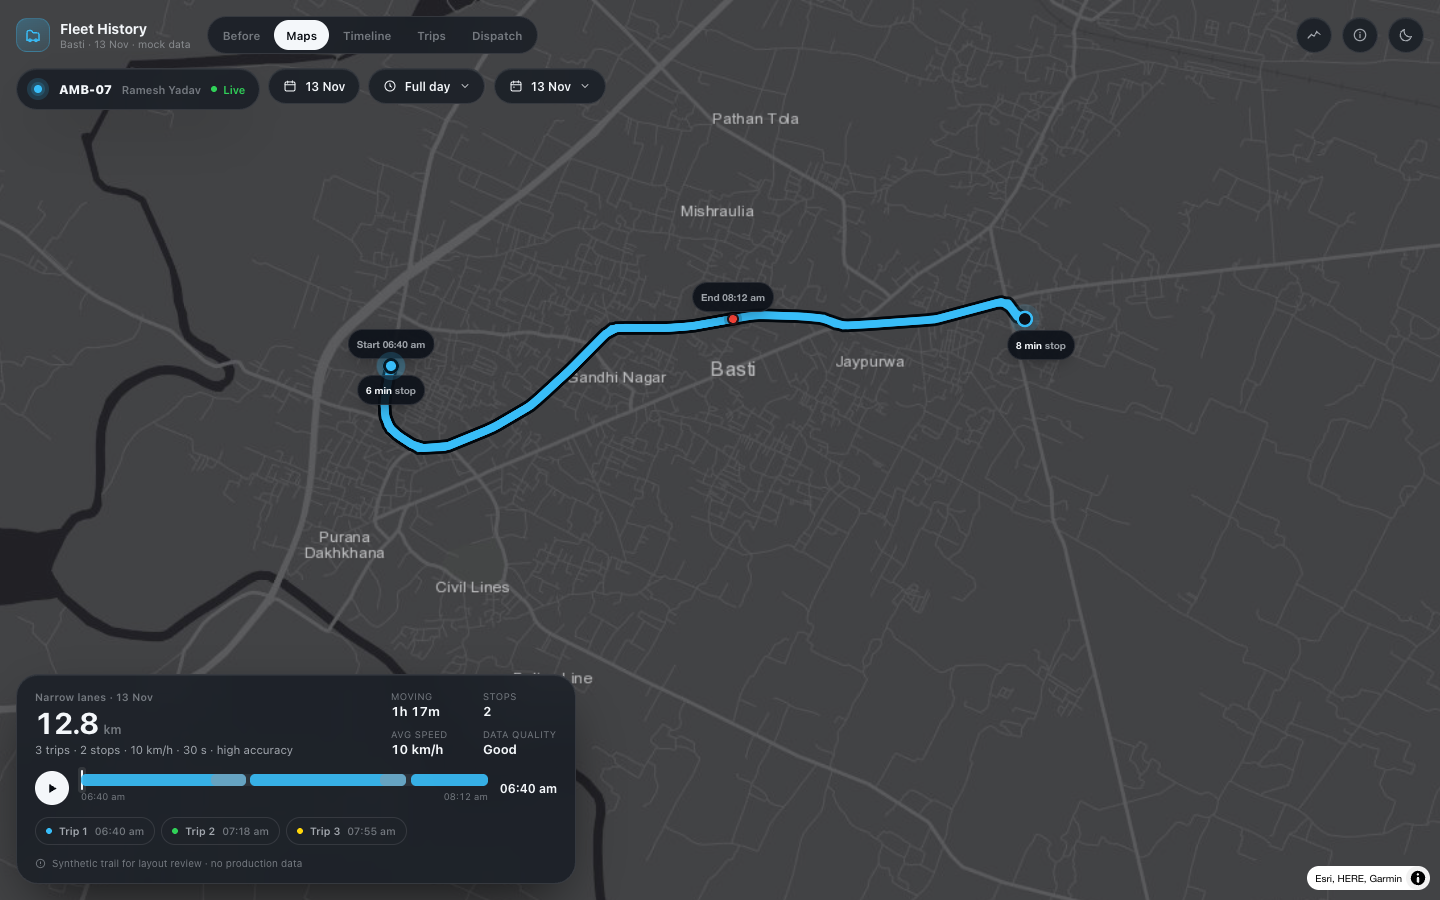 Fleet History
Basti · 13 Nov · mock data
Before
Maps
Timeline
Trips
Dispatch
AMB-07 Ramesh Yadav Live
13 Nov
Full day
13 Nov
Pathan Tola
Mishraulia
End 08:12 am
Start 06:40 am
8 min stop
Basti
Jaypurwa
Gandhi Nagar
6 min stop
Purana
Dakhkhana
Civil Lines
Line
Narrow lanes · 13 Nov
12.8 km
3 trips · 2 stops · 10 km/h · 30 s · high accuracy
MOVING
1h 17m
STOPS
2
AVG SPEED
10 km/h
DATA QUALITY
Good
06:40 am
08:12 am
06:40 am
Trip 1 06:40 am
Trip 2 07:18 am
Trip 3 07:55 am
Synthetic trail for layout review · no production data
Esri, HERE, Garmin